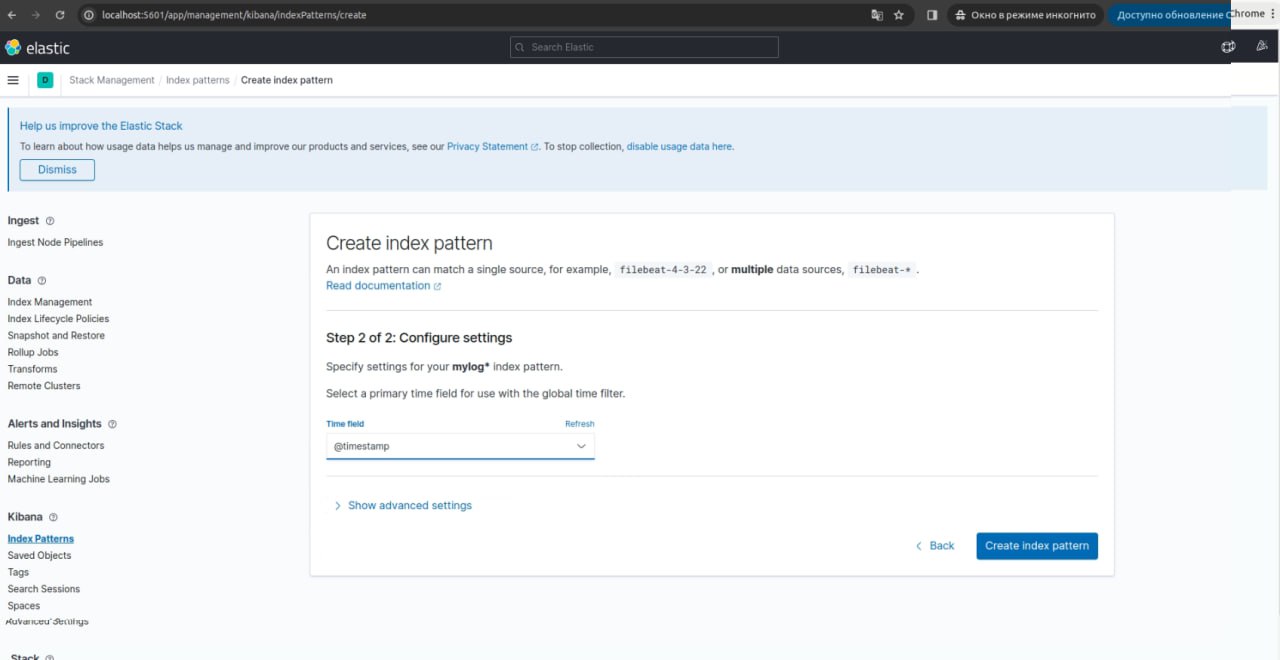 localhost:5601/app/management/kibana/indexPatterns/create
Окно в режиме инкогнито
Доступно обновление Chrome
elastic
Search Elastic
D
Stack Management / Index patterns / Create index pattern
Help us improve the Elastic Stack
To learn about how usage data helps us manage and improve our products and services, see our Privacy Statement. To stop collection, disable usage data here.
Dismiss
Ingest
Ingest Node Pipelines
Data
Index Management
Index Lifecycle Policies
Snapshot and Restore
Rollup Jobs
Transforms
Remote Clusters
Alerts and Insights
Rules and Connectors
Reporting
Machine Learning Jobs
Kibana
Index Patterns
Saved Objects
Tags
Search Sessions
Spaces
Advanced Settings
Stack
Create index pattern
An index pattern can match a single source, for example, filebeat-4-3-22 , or multiple data sources, filebeat-* .
Read documentation
Step 2 of 2: Configure settings
Specify settings for your mylog* index pattern.
Select a primary time field for use with the global time filter.
Time field
Refresh
@timestamp
Show advanced settings
Back
Create index pattern